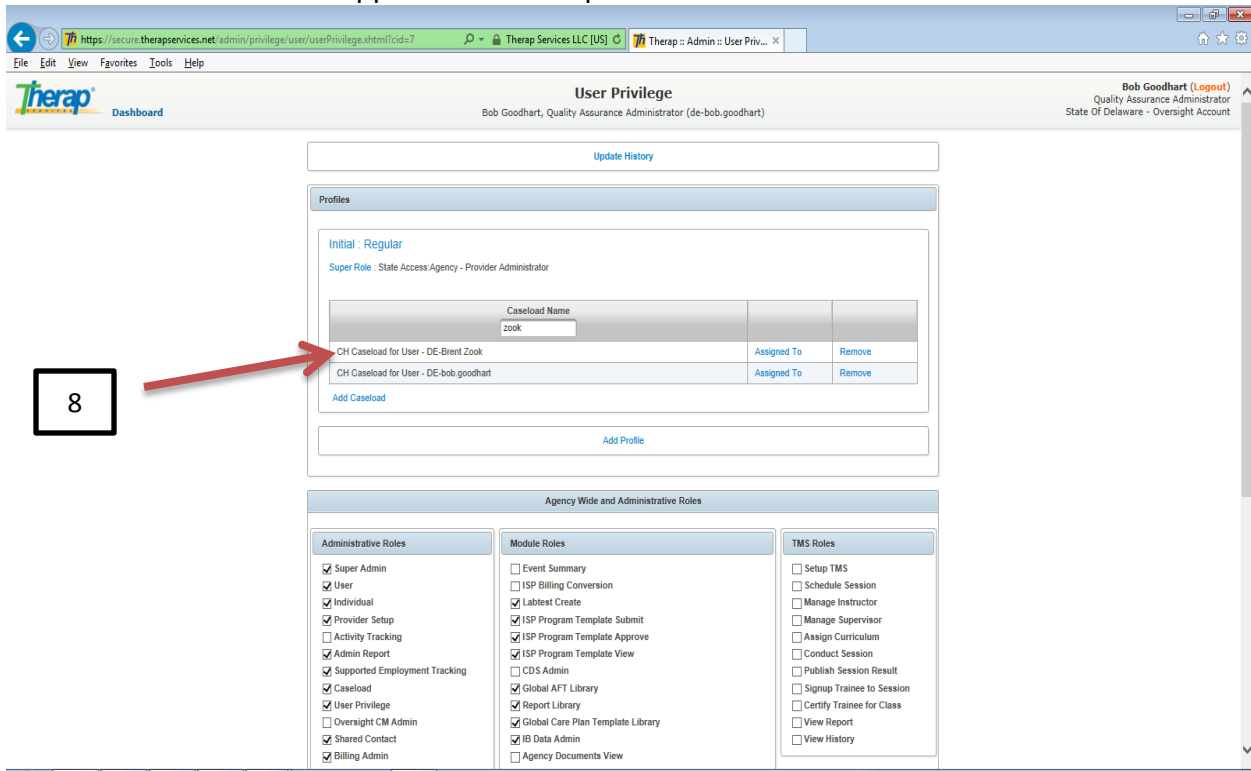 https://secure.therapservices.net/admin/privilege/user/userPrivilege.xhtml?cid=7
Therap Services LLC [US]
Therap :: Admin :: User Priv...
File Edit View Favorites Tools Help
Therap
SERVICES
Dashboard
User Privilege
Bob Goodhart, Quality Assurance Administrator (de-bob.goodhart)
Bob Goodhart (Logout)
Quality Assurance Administrator
State Of Delaware - Oversight Account
Update History
Profiles
Initial : Regular
Super Role : State Access:Agency - Provider Administrator
Caseload Name
zook
CH Caseload for User - DE-Brent Zook Assigned To Remove
CH Caseload for User - DE-bob.goodhart Assigned To Remove
Add Caseload
8
Add Profile
Agency Wide and Administrative Roles
Administrative Roles
Super Admin
User
Individual
Provider Setup
Activity Tracking
Admin Report
Supported Employment Tracking
Caseload
User Privilege
Oversight CM Admin
Shared Contact
Billing Admin
Module Roles
Event Summary
ISP Billing Conversion
Labtest Create
ISP Program Template Submit
ISP Program Template Approve
ISP Program Template View
CDS Admin
Global AFT Library
Report Library
Global Care Plan Template Library
IB Data Admin
Agency Documents View
TMS Roles
Setup TMS
Schedule Session
Manage Instructor
Manage Supervisor
Assign Curriculum
Conduct Session
Publish Session Result
Signup Trainee to Session
Certify Trainee for Class
View Report
View History